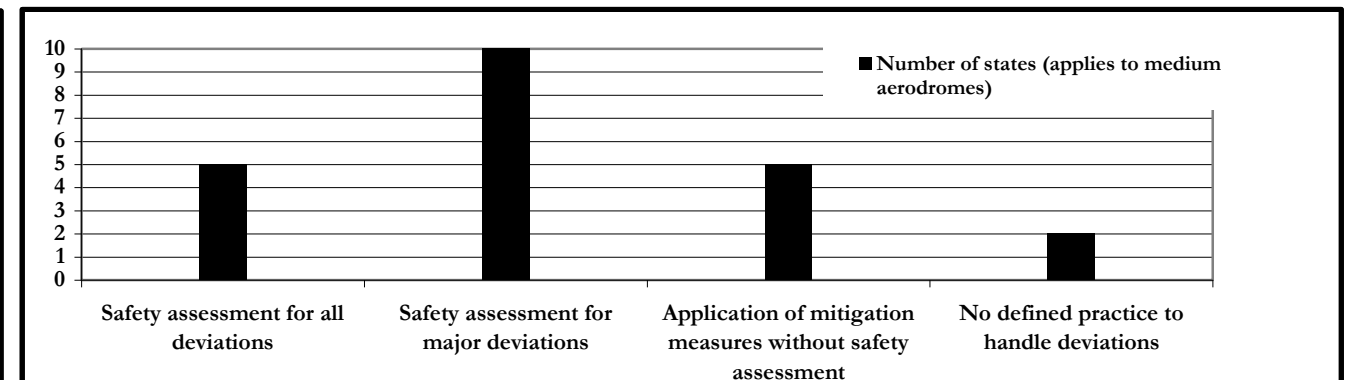 10
9
8
7
6
5
4
3
2
1
0
Number of states (applies to medium
aerodromes)
Safety assessment for all
deviations
Safety assessment for
major deviations
Application of mitigation
measures without safety
assessment
No defined practice to
handle deviations